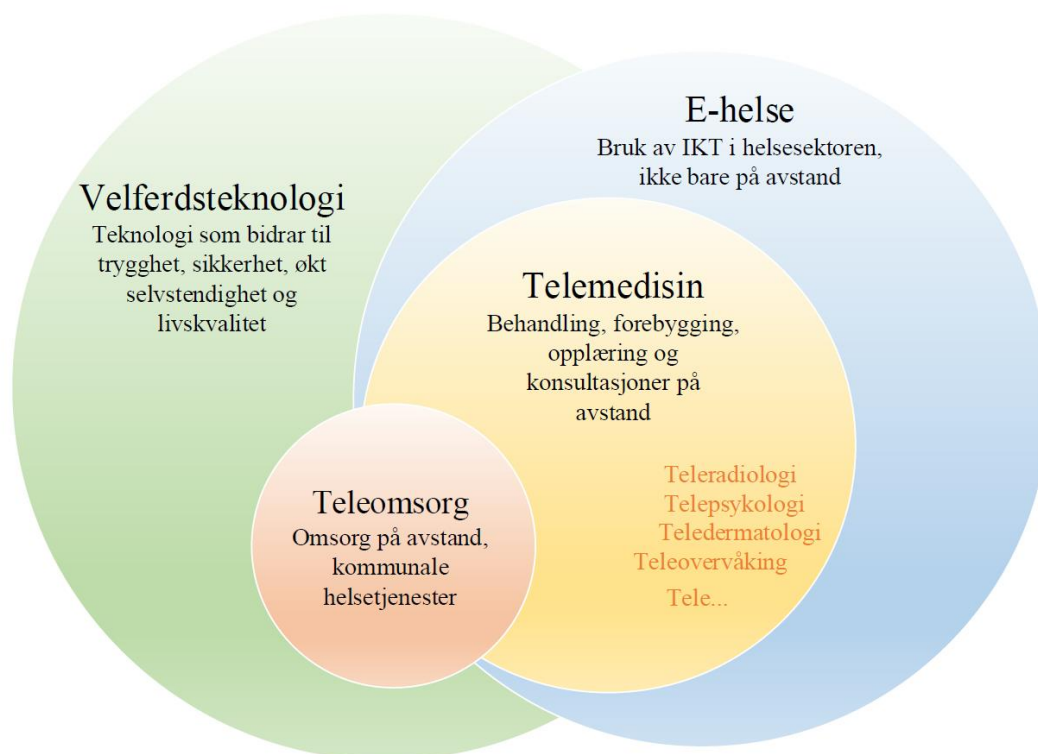 E-helse
Bruk av IKT i helsesektoren,
ikke bare på avstand
Velferdsteknologi
Teknologi som bidrar til
trygghet, sikkerhet, økt
selvstendighet og
livskvalitet
Telemedisin
Behandling, forebygging,
opplæring og
konsultasjoner på
avstand
Teleradiologi
Telepsykologi
Teledermatologi
Teleovervåking
Tele...
Teleomsorg
Omsorg på avstand,
kommunale
helsetjenester